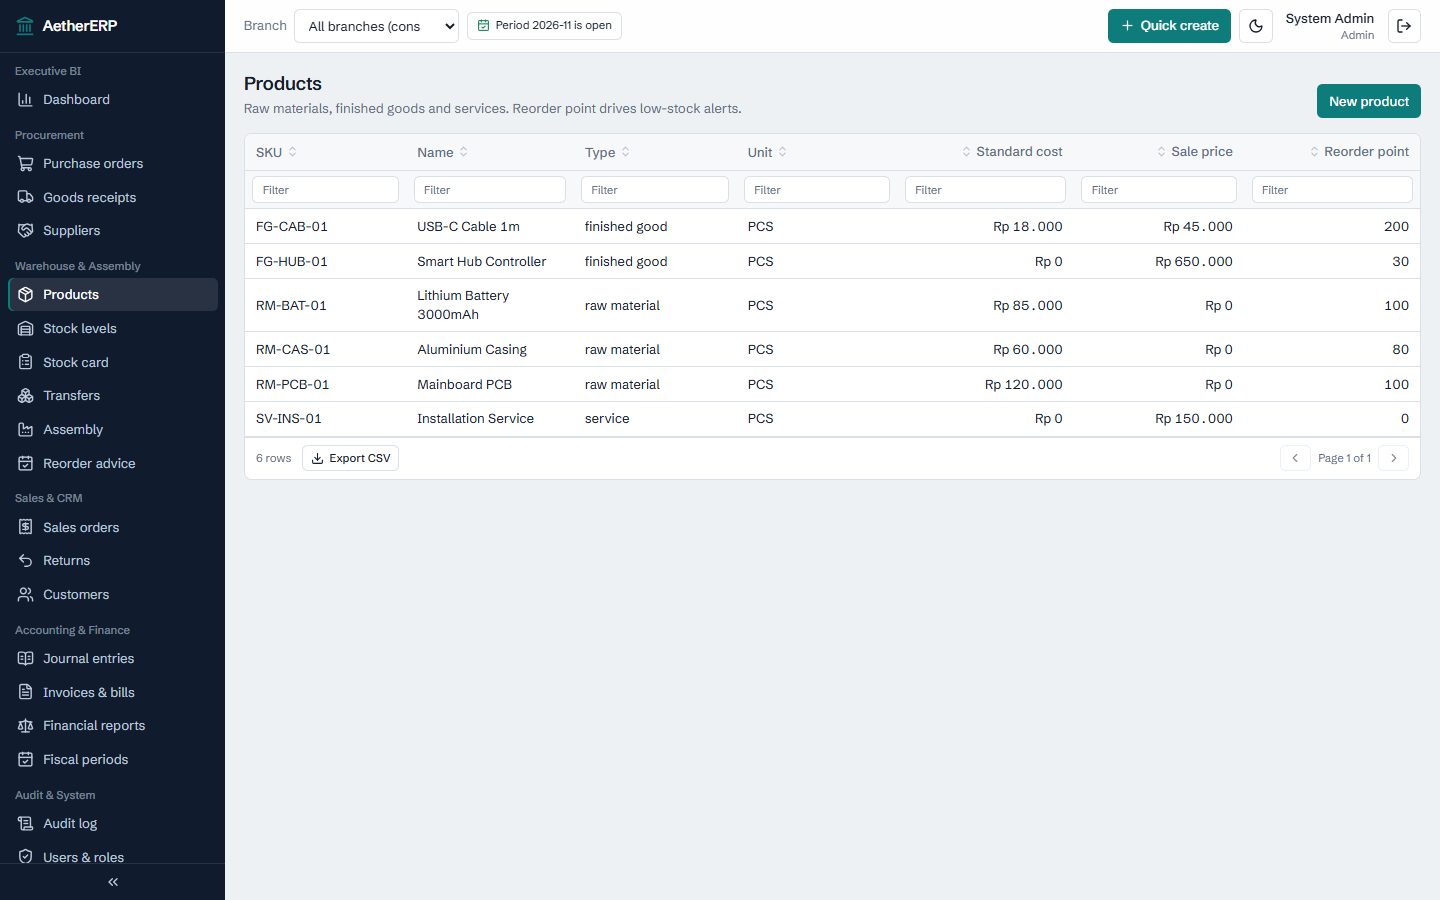 AetherERP
Branch
All branches (cons
Period 2026-11 is open
Quick create
System Admin
Admin
Executive BI
Dashboard
Procurement
Purchase orders
Goods receipts
Suppliers
Warehouse & Assembly
Products
Stock levels
Stock card
Transfers
Assembly
Reorder advice
Sales & CRM
Sales orders
Returns
Customers
Accounting & Finance
Journal entries
Invoices & bills
Financial reports
Fiscal periods
Audit & System
Audit log
Users & roles
Products
Raw materials, finished goods and services. Reorder point drives low-stock alerts.
New product
SKU Name Type Unit Standard cost Sale price Reorder point
Filter Filter Filter Filter Filter Filter Filter
FG-CAB-01 USB-C Cable 1m finished good PCS Rp 18.000 Rp 45.000 200
FG-HUB-01 Smart Hub Controller finished good PCS Rp 0 Rp 650.000 30
RM-BAT-01 Lithium Battery 3000mAh raw material PCS Rp 85.000 Rp 0 100
RM-CAS-01 Aluminium Casing raw material PCS Rp 60.000 Rp 0 80
RM-PCB-01 Mainboard PCB raw material PCS Rp 120.000 Rp 0 100
SV-INS-01 Installation Service service PCS Rp 0 Rp 150.000 0
6 rows Export CSV Page 1 of 1